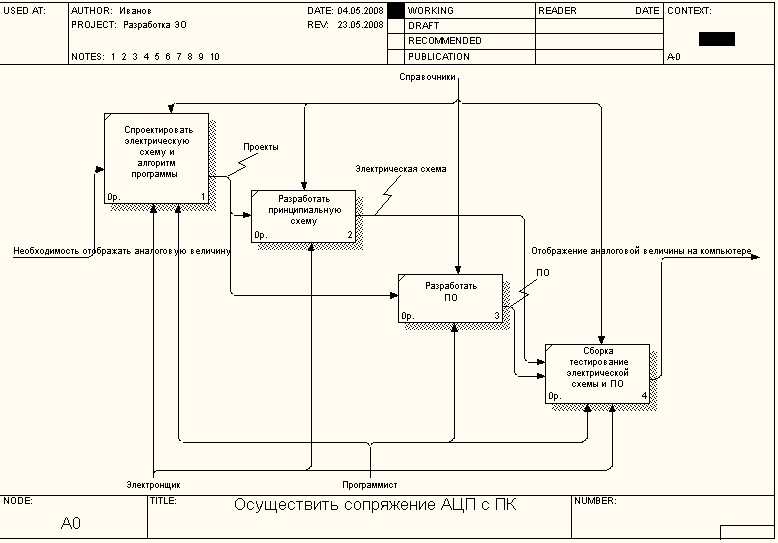 USED AT:
AUTHOR: Иванов
DATE: 04.05.2008
WORKING
READER
DATE
CONTEXT:
PROJECT: Разработка ЭО
REV: 23.05.2008
DRAFT
RECOMMENDED
NOTES: 1 2 3 4 5 6 7 8 9 10
PUBLICATION
A-0
Справочники
Спроектировать
электрическую
схему и
алгоритм
программы
0р.
1
Проекты
Электрическая схема
Разработать
принципиальную
схему
0р.
2
Необходимость отображать аналоговую величину
Отображение аналоговой величины на компьютере
ПО
Разработать
ПО
0р.
3
Сборка
тестирование
электрической
схемы и ПО
0р.
4
Электронщик
Программист
NODE:
TITLE:
NUMBER:
A0
Осуществить сопряжение АЦП с ПК